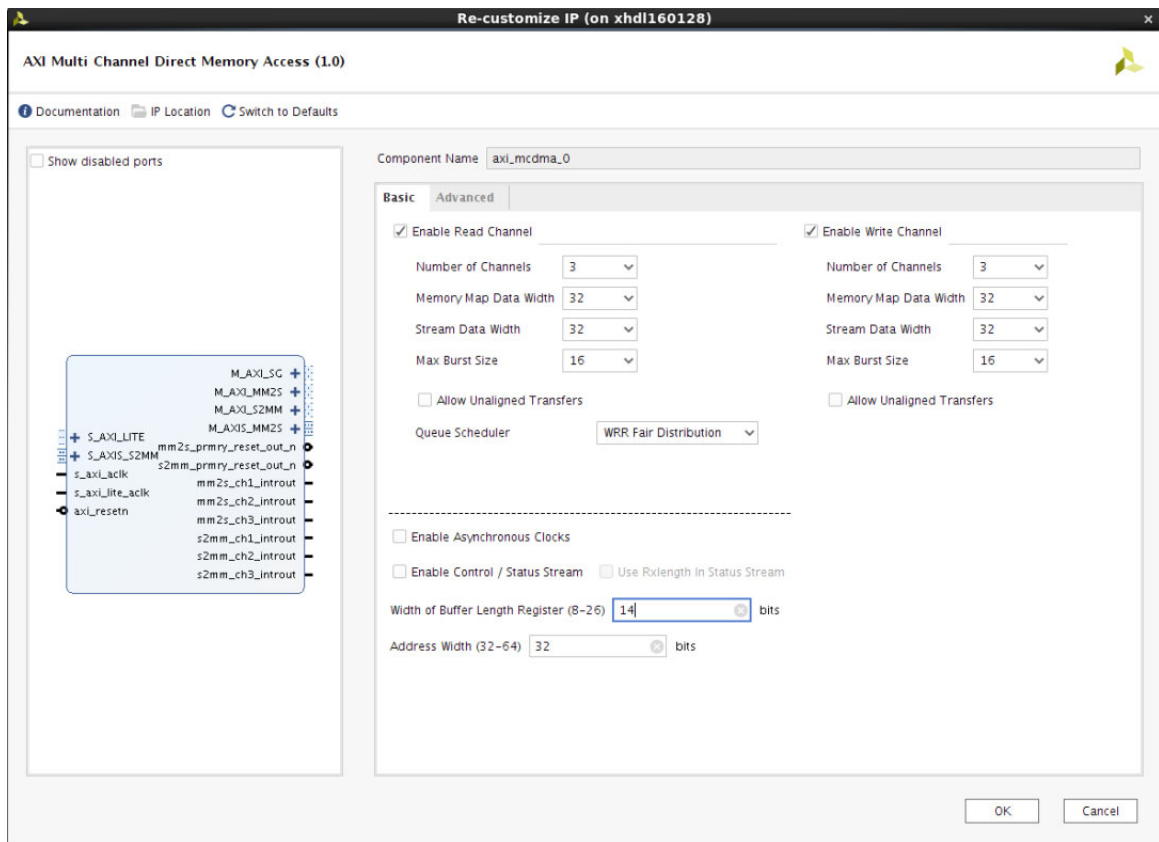 Re-customize IP (on xhdl160128)
AXI Multi Channel Direct Memory Access (1.0)
Documentation IP Location Switch to Defaults
Show disabled ports
M_AXI_SG
M_AXI_MM2S
M_AXI_S2MM
M_AXIS_MM2S
S_AXI_LITE
mm2s_prmry_reset_out_n
S_AXIS_S2MM
s2mm_prmry_reset_out_n
s_axi_aclk
mm2s_ch1_introut
s_axi_lite_aclk
mm2s_ch2_introut
axi_resetn
mm2s_ch3_introut
s2mm_ch1_introut
s2mm_ch2_introut
s2mm_ch3_introut
Component Name axi_mcdma_0
Basic Advanced
Enable Read Channel
Number of Channels 3
Memory Map Data Width 32
Stream Data Width 32
Max Burst Size 16
Allow Unaligned Transfers
Queue Scheduler WRR Fair Distribution
Enable Write Channel
Number of Channels 3
Memory Map Data Width 32
Stream Data Width 32
Max Burst Size 16
Allow Unaligned Transfers
Enable Asynchronous Clocks
Enable Control / Status Stream Use Rxlength In Status Stream
Width of Buffer Length Register (8-26) 14 bits
Address Width (32-64) 32 bits
OK Cancel